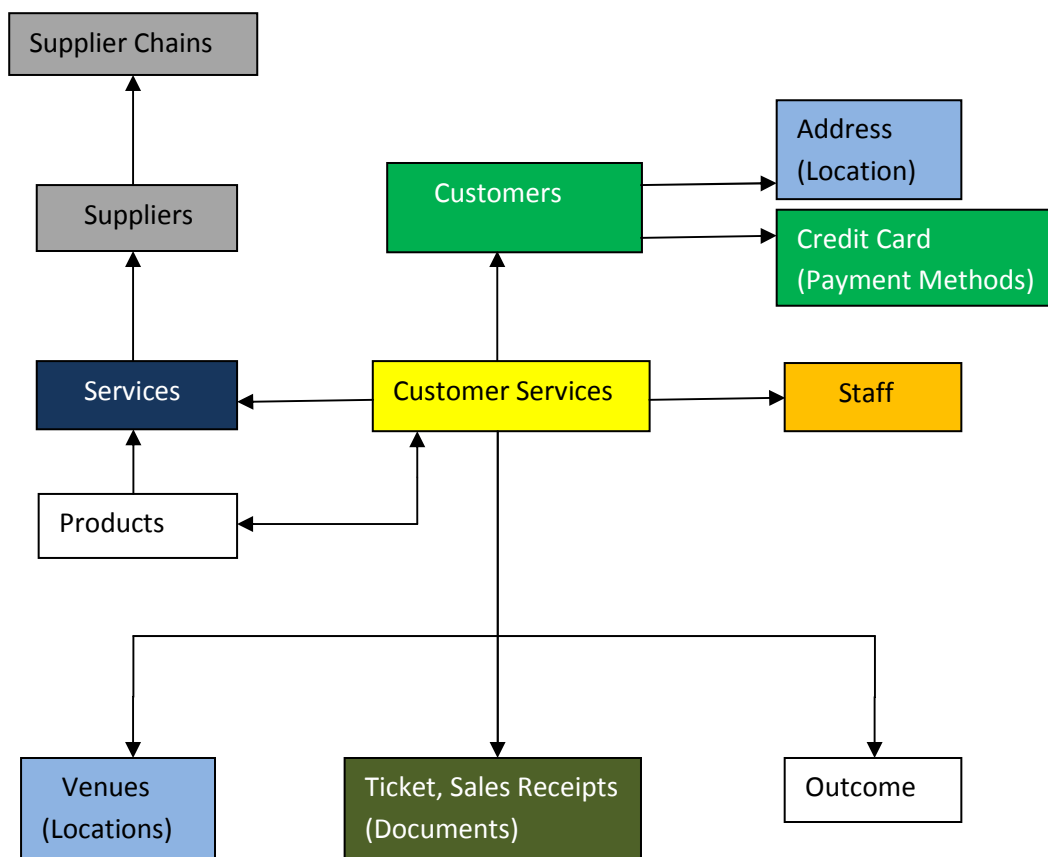 Supplier Chains
Address
(Location)
Customers
Suppliers
Credit Card
(Payment Methods)
Services
Customer Services
Staff
Products
Venues
(Locations)
Ticket, Sales Receipts
(Documents)
Outcome